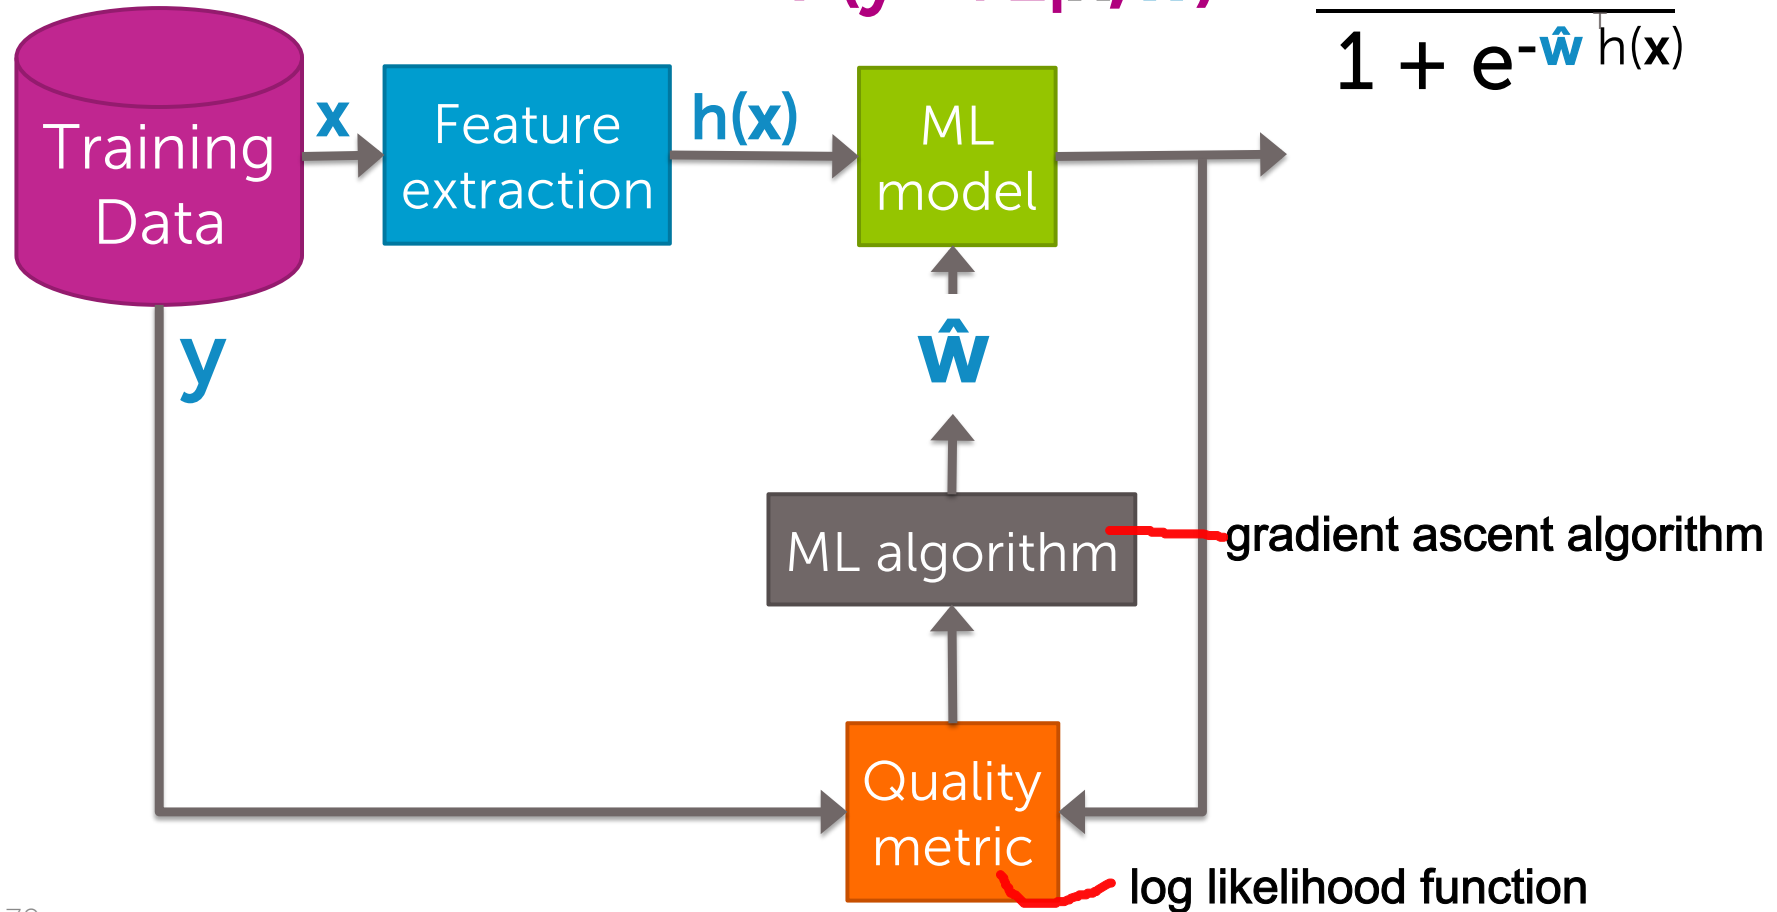 1 + e^-ŵ^T h(x)
Training
Data
x
Feature
extraction
h(x)
ML
model
y
ŵ
ML algorithm
gradient ascent algorithm
Quality
metric
log likelihood function